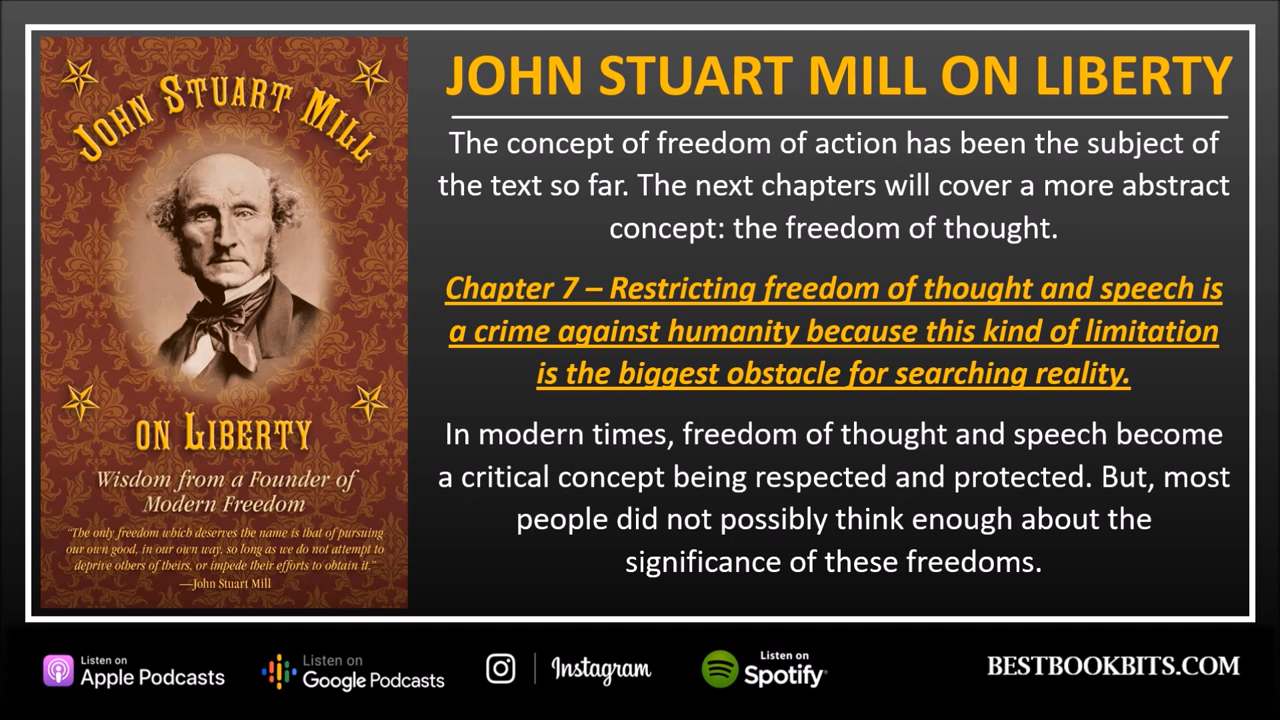 JOHN STUART MILL
ON LIBERTY
Wisdom from a Founder of
Modern Freedom
"The only freedom which deserves the name is that of pursuing
our own good, in our own way, so long as we do not attempt to
deprive others of theirs, or impede their efforts to obtain it."
—John Stuart Mill
JOHN STUART MILL ON LIBERTY
The concept of freedom of action has been the subject of
the text so far. The next chapters will cover a more abstract
concept: the freedom of thought.
Chapter 7 – Restricting freedom of thought and speech is
a crime against humanity because this kind of limitation
is the biggest obstacle for searching reality.
In modern times, freedom of thought and speech become
a critical concept being respected and protected. But, most
people did not possibly think enough about the
significance of these freedoms.
Listen on
Apple Podcasts
Listen on
Google Podcasts
Instagram
Listen on
Spotify
BESTBOOKBITS.COM